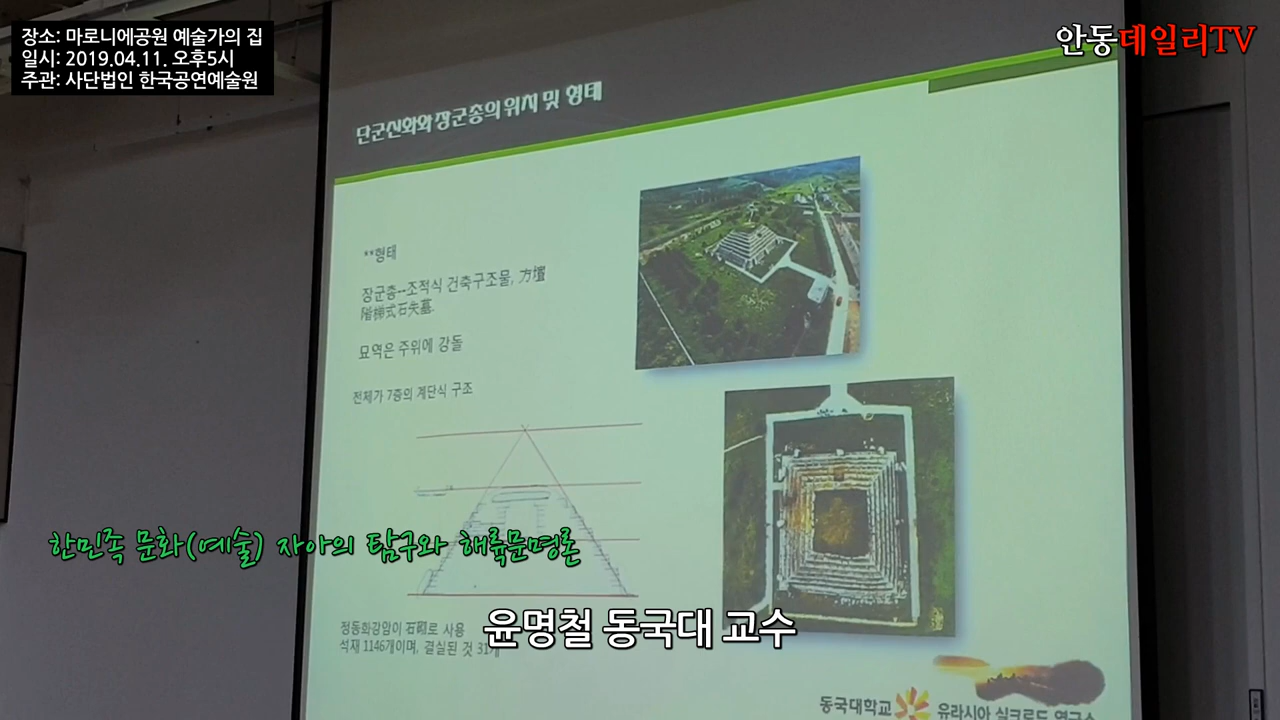 장소: 마로니에공원 예술가의 집
일시: 2019.04.11. 오후5시
주관: 사단법인 한국공연예술원
안동데일리TV
단군신화와 장군총의 위치 및 형태
**형태
장군총--조적식 건축구조물, 方壇
階梯式石失墓.
묘역은 주위에 강돌
전체가 7층의 계단식 구조
한민족 문화(예술) 자아의 탐구와 해륙문명론
정동화강암이 石로 사용
석재 1146개이며, 결실된 것 31개
윤명철 동국대 교수
동국대학교 유라시아 실크로드 연구소